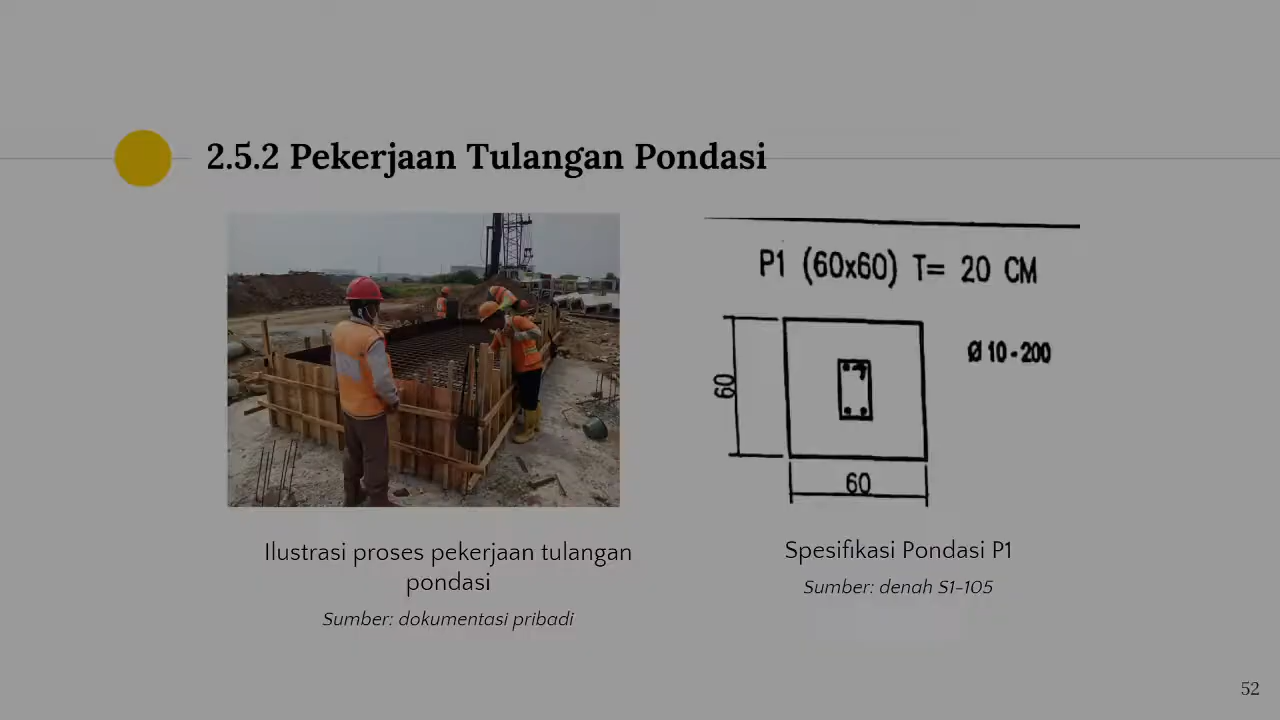 2.5.2 Pekerjaan Tulangan Pondasi
P1 (60x60) T= 20 CM
Ø 10-200
60
60
Ilustrasi proses pekerjaan tulangan
pondasi
Sumber: dokumentasi pribadi
Spesifikasi Pondasi P1
Sumber: denah S1-105
52